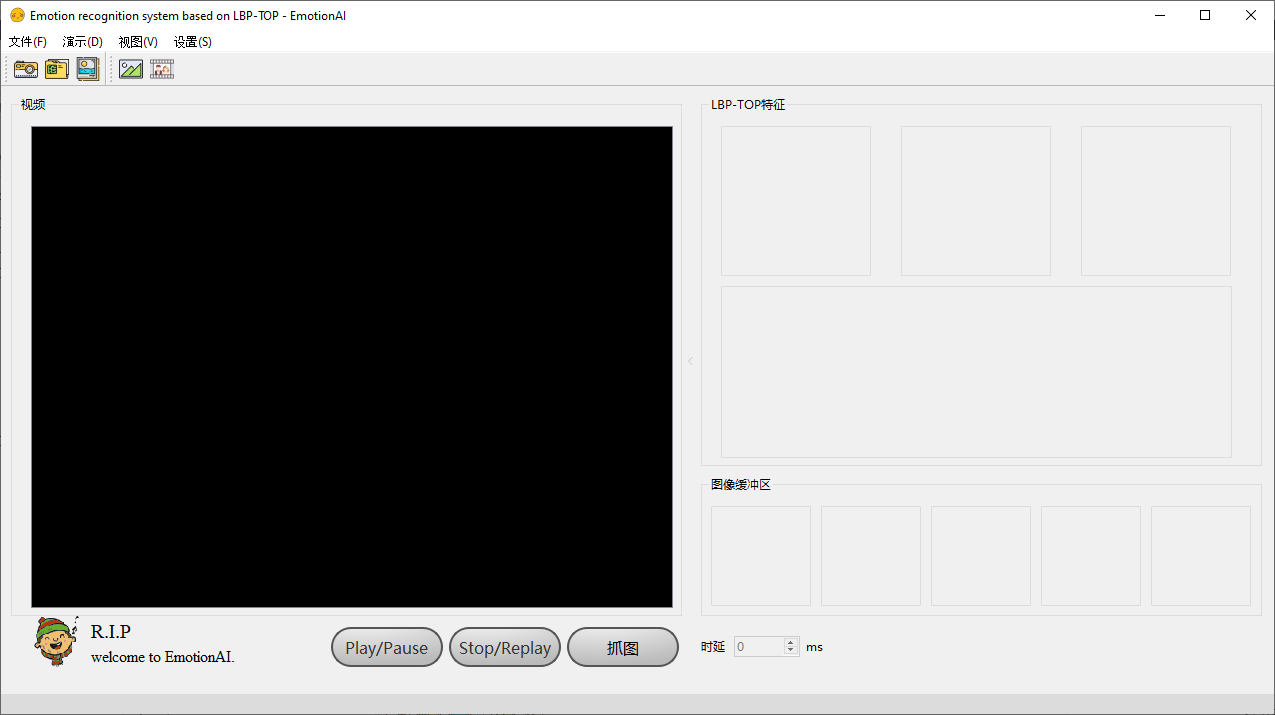 Emotion recognition system based on LBP-TOP - EmotionAI
文件(F) 演示(D) 视图(V) 设置(S)
视频
LBP-TOP特征
图像缓冲区
R.I.P
welcome to EmotionAI.
Play/Pause
Stop/Replay
抓图
时延 0 ms